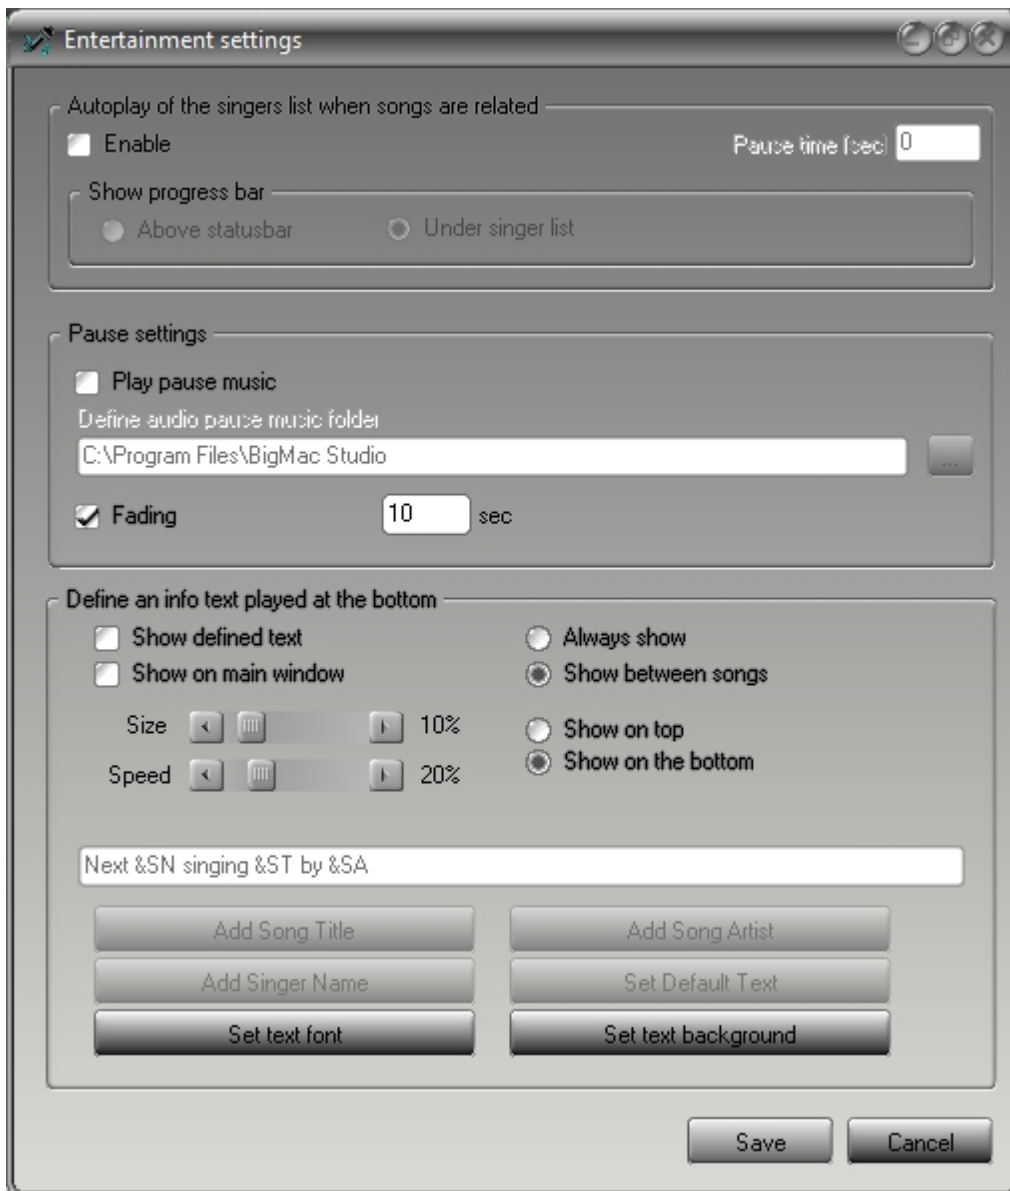 Entertainment settings
Autoplay of the singers list when songs are related
Enable
Pause time (sec) 0
Show progress bar
Above statusbar Under singer list
Pause settings
Play pause music
Define audio pause music folder
C:\Program Files\BigMac Studio
...
Fading 10 sec
Define an info text played at the bottom
Show defined text Always show
Show on main window Show between songs
Size 10% Show on top
Speed 20% Show on the bottom
Next &SN singing &ST by &SA
Add Song Title Add Song Artist
Add Singer Name Set Default Text
Set text font Set text background
Save Cancel